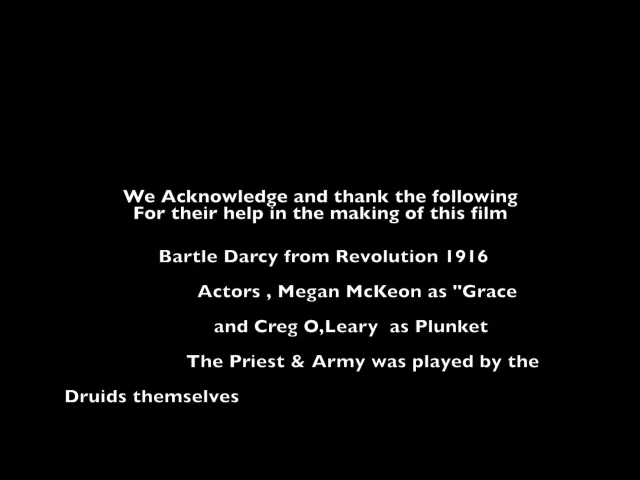 We Acknowledge and thank the following
For their help in the making of this film
Bartle Darcy from Revolution 1916
Actors , Megan McKeon as "Grace
and Creg O,Leary  as Plunket
The Priest & Army was played by the
Druids themselves